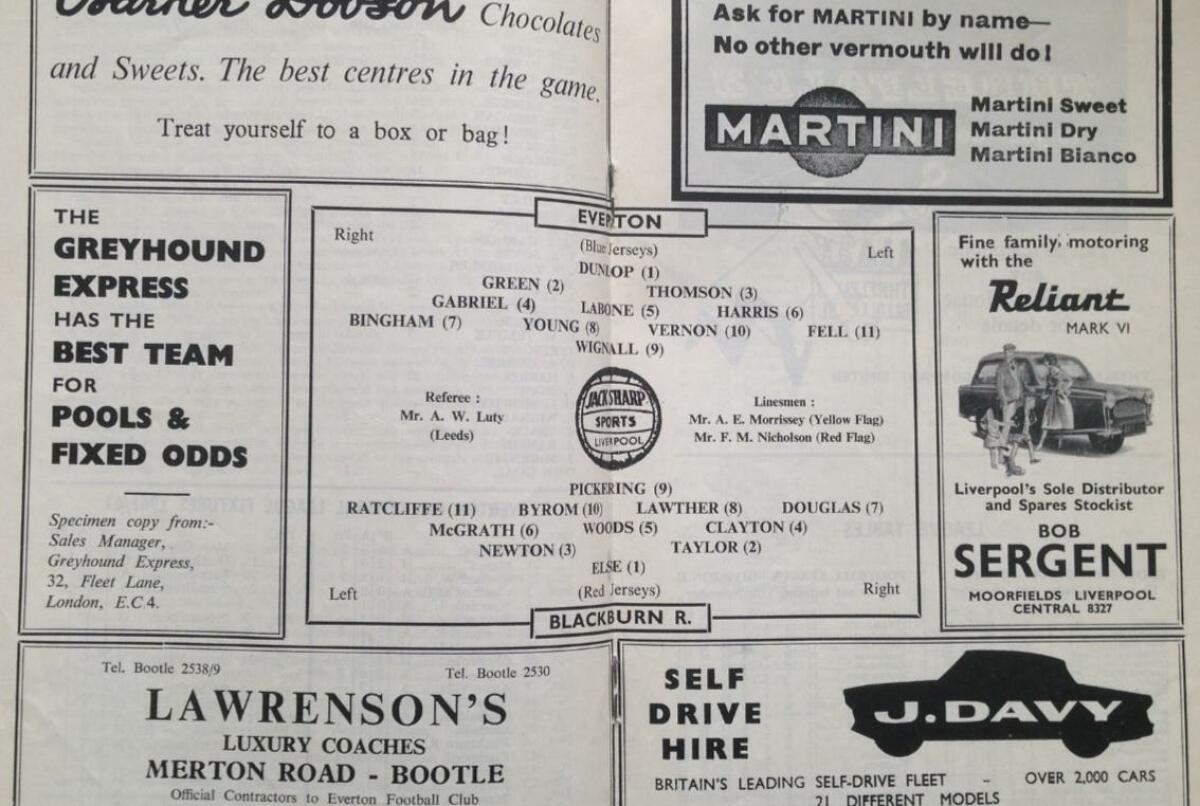 Barker Dobson Chocolates
and Sweets. The best centres in the game.
Treat yourself to a box or bag!
Ask for MARTINI by name—
No other vermouth will do!
MARTINI
Martini Sweet
Martini Dry
Martini Bianco
THE
GREYHOUND
EXPRESS
HAS THE
BEST TEAM
FOR
POOLS &
FIXED ODDS
Specimen copy from:-
Sales Manager,
Greyhound Express,
32, Fleet Lane,
London, E.C.4.
EVERTON
Right
(Blue Jerseys)
Left
DUNLOP (1)
GREEN (2) THOMSON (3)
GABRIEL (4) LABONE (5) HARRIS (6)
BINGHAM (7) YOUNG (8) VERNON (10) FELL (11)
WIGNALL (9)
Referee :
Mr. A. W. Luty
(Leeds)
JACK SHARP
SPORTS
LIVERPOOL
Linesmen :
Mr. A. E. Morrissey (Yellow Flag)
Mr. F. M. Nicholson (Red Flag)
PICKERING (9)
RATCLIFFE (11) BYROM (10) LAWTHER (8) DOUGLAS (7)
McGRATH (6) WOODS (5) CLAYTON (4)
NEWTON (3) TAYLOR (2)
ELSE (1)
Left
(Red Jerseys)
Right
BLACKBURN R.
Fine family motoring
with the
Reliant
MARK VI
Liverpool's Sole Distributor
and Spares Stockist
BOB
SERGENT
MOORFIELDS LIVERPOOL
CENTRAL 8327
Tel. Bootle 2538/9 Tel. Bootle 2530
LAWRENSON'S
LUXURY COACHES
MERTON ROAD - BOOTLE
Official Contractors to Everton Football Club
SELF
DRIVE
HIRE
J. DAVY
BRITAIN'S LEADING SELF-DRIVE FLEET – OVER 2,000 CARS
21 DIFFERENT MODELS